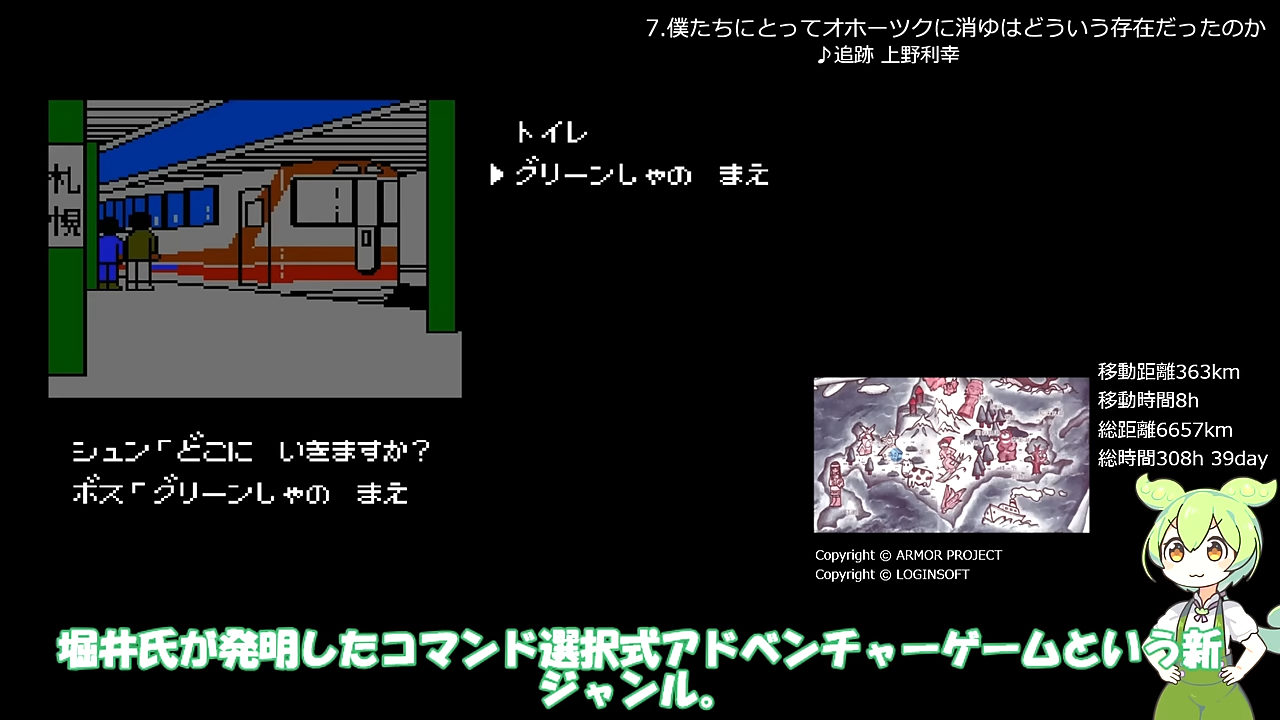 7.僕たちにとってオホーツクに消ゆはどういう存在だったのか
♪追跡 上野利幸
札幌
トイレ
グリーンしゃの まえ
シュン「どこに いきますか?
ボス「グリーンしゃの まえ
移動距離363km
移動時間8h
総距離6657km
総時間308h 39day
Copyright © ARMOR PROJECT
Copyright © LOGINSOFT
堀井氏が発明したコマンド選択式アドベンチャーゲームという新
ジャンル。